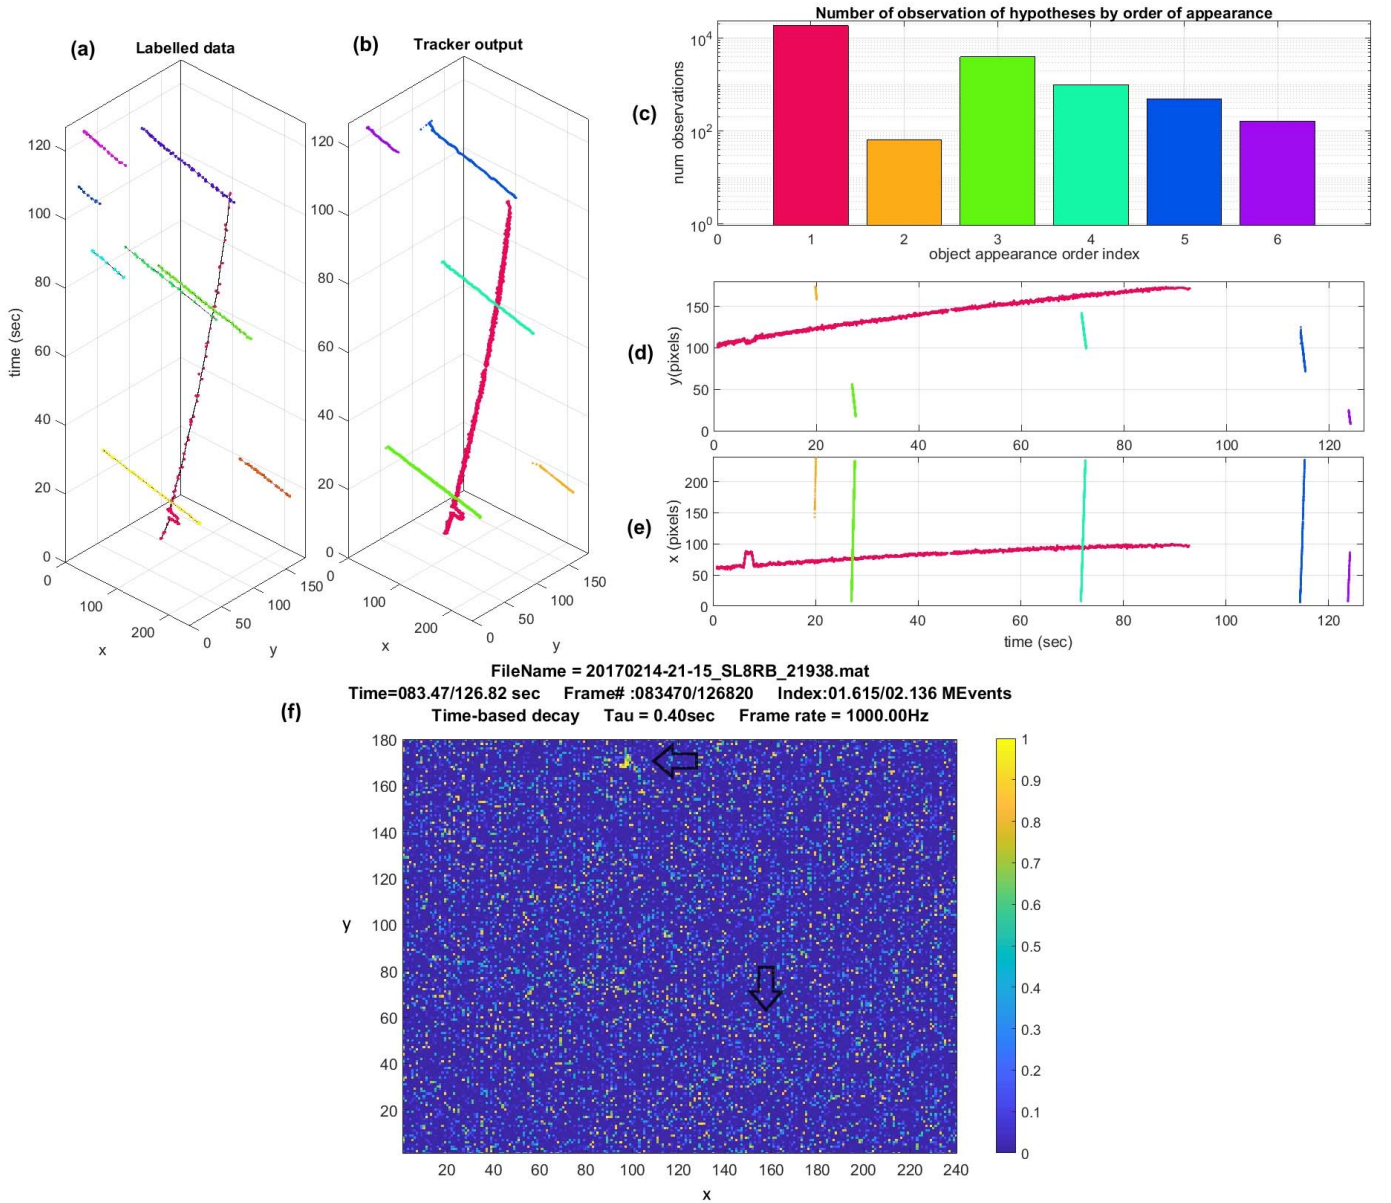 (a) Labelled data
120
100
80
60
40
20
0
time (sec)
0
100
200
x
0
50
100
150
y
(b) Tracker output
120
100
80
60
40
20
0
0
100
200
x
0
50
100
150
y
Number of observation of hypotheses by order of appearance
(c)
num observations
10^4
10^2
10^0
0 1 2 3 4 5 6
object appearance order index
(d)
y(pixels)
150
100
50
0
0 20 40 60 80 100 120
(e)
x (pixels)
200
150
100
50
0
0 20 40 60 80 100 120
time (sec)
FileName = 20170214-21-15_SL8RB_21938.mat
Time=083.47/126.82 sec Frame# :083470/126820 Index:01.615/02.136 MEvents
(f) Time-based decay Tau = 0.40sec Frame rate = 1000.00Hz
180
160
140
120
100
80
60
40
20
y
20 40 60 80 100 120 140 160 180 200 220 240
x
1
0.9
0.8
0.7
0.6
0.5
0.4
0.3
0.2
0.1
0